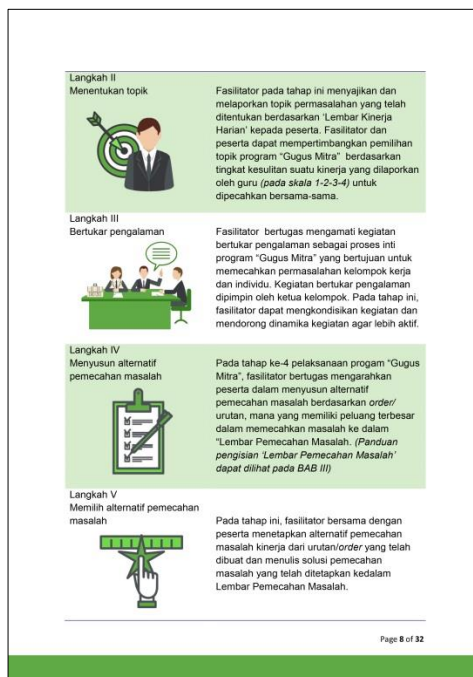 Langkah II
Menentukan topik
Fasilitator pada tahap ini menyajikan dan
melaporkan topik permasalahan yang telah
ditentukan berdasarkan ‘Lembar Kinerja
Harian’ kepada peserta. Fasilitator dan
peserta dapat mempertimbangkan pemilihan
topik program “Gugus Mitra” berdasarkan
tingkat kesulitan suatu kinerja yang dilaporkan
oleh guru (pada skala 1-2-3-4) untuk
dipecahkan bersama-sama.
Langkah III
Bertukar pengalaman
Fasilitator bertugas mengamati kegiatan
bertukar pengalaman sebagai proses inti
program “Gugus Mitra” yang bertujuan untuk
memecahkan permasalahan kelompok kerja
dan individu. Kegiatan bertukar pengalaman
dipimpin oleh ketua kelompok. Pada tahap ini,
fasilitator dapat mengkondisikan kegiatan dan
mendorong dinamika kegiatan agar lebih aktif.
Langkah IV
Menyusun alternatif
pemecahan masalah
Pada tahap ke-4 pelaksanaan progam “Gugus
Mitra”, fasilitator bertugas mengarahkan
peserta dalam menyusun alternatif
pemecahan masalah berdasarkan order/
urutan, mana yang memiliki peluang terbesar
dalam memecahkan masalah ke dalam
“Lembar Pemecahan Masalah. (Panduan
pengisian ‘Lembar Pemecahan Masalah’
dapat dilihat pada BAB III)
Langkah V
Memilih alternatif pemecahan
masalah
Pada tahap ini, fasilitator bersama dengan
peserta menetapkan alternatif pemecahan
masalah kinerja dari urutan/order yang telah
dibuat dan menulis solusi pemecahan
masalah yang telah ditetapkan kedalam
Lembar Pemecahan Masalah.
Page 8 of 32